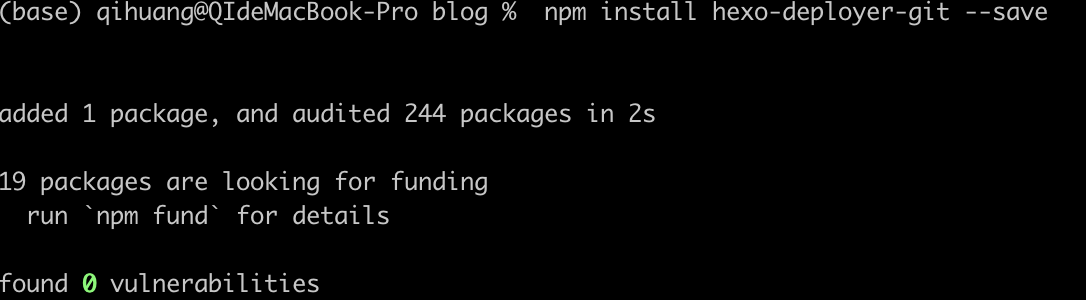 (base) qihuang@QIdeMacBook-Pro blog %  npm install hexo-deployer-git --save
added 1 package, and audited 244 packages in 2s
19 packages are looking for funding
  run `npm fund` for details
found 0 vulnerabilities